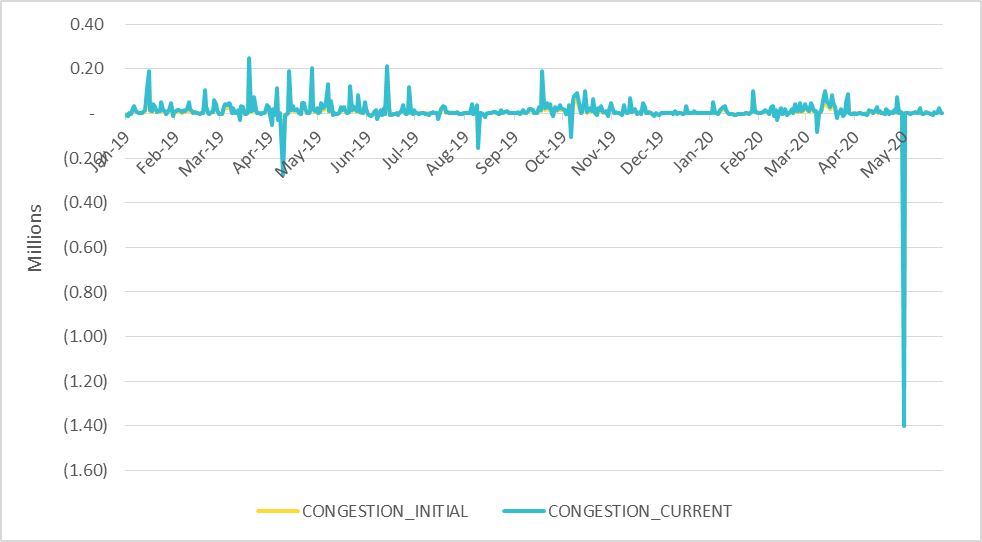 0.40
0.20
-
(0.20)
(0.40)
(0.60)
(0.80)
(1.00)
(1.20)
(1.40)
(1.60)
Millions
Jan-19
Feb-19
Mar-19
Apr-19
May-19
Jun-19
Jul-19
Aug-19
Sep-19
Oct-19
Nov-19
Dec-19
Jan-20
Feb-20
Mar-20
Apr-20
May-20
CONGESTION_INITIAL
CONGESTION_CURRENT